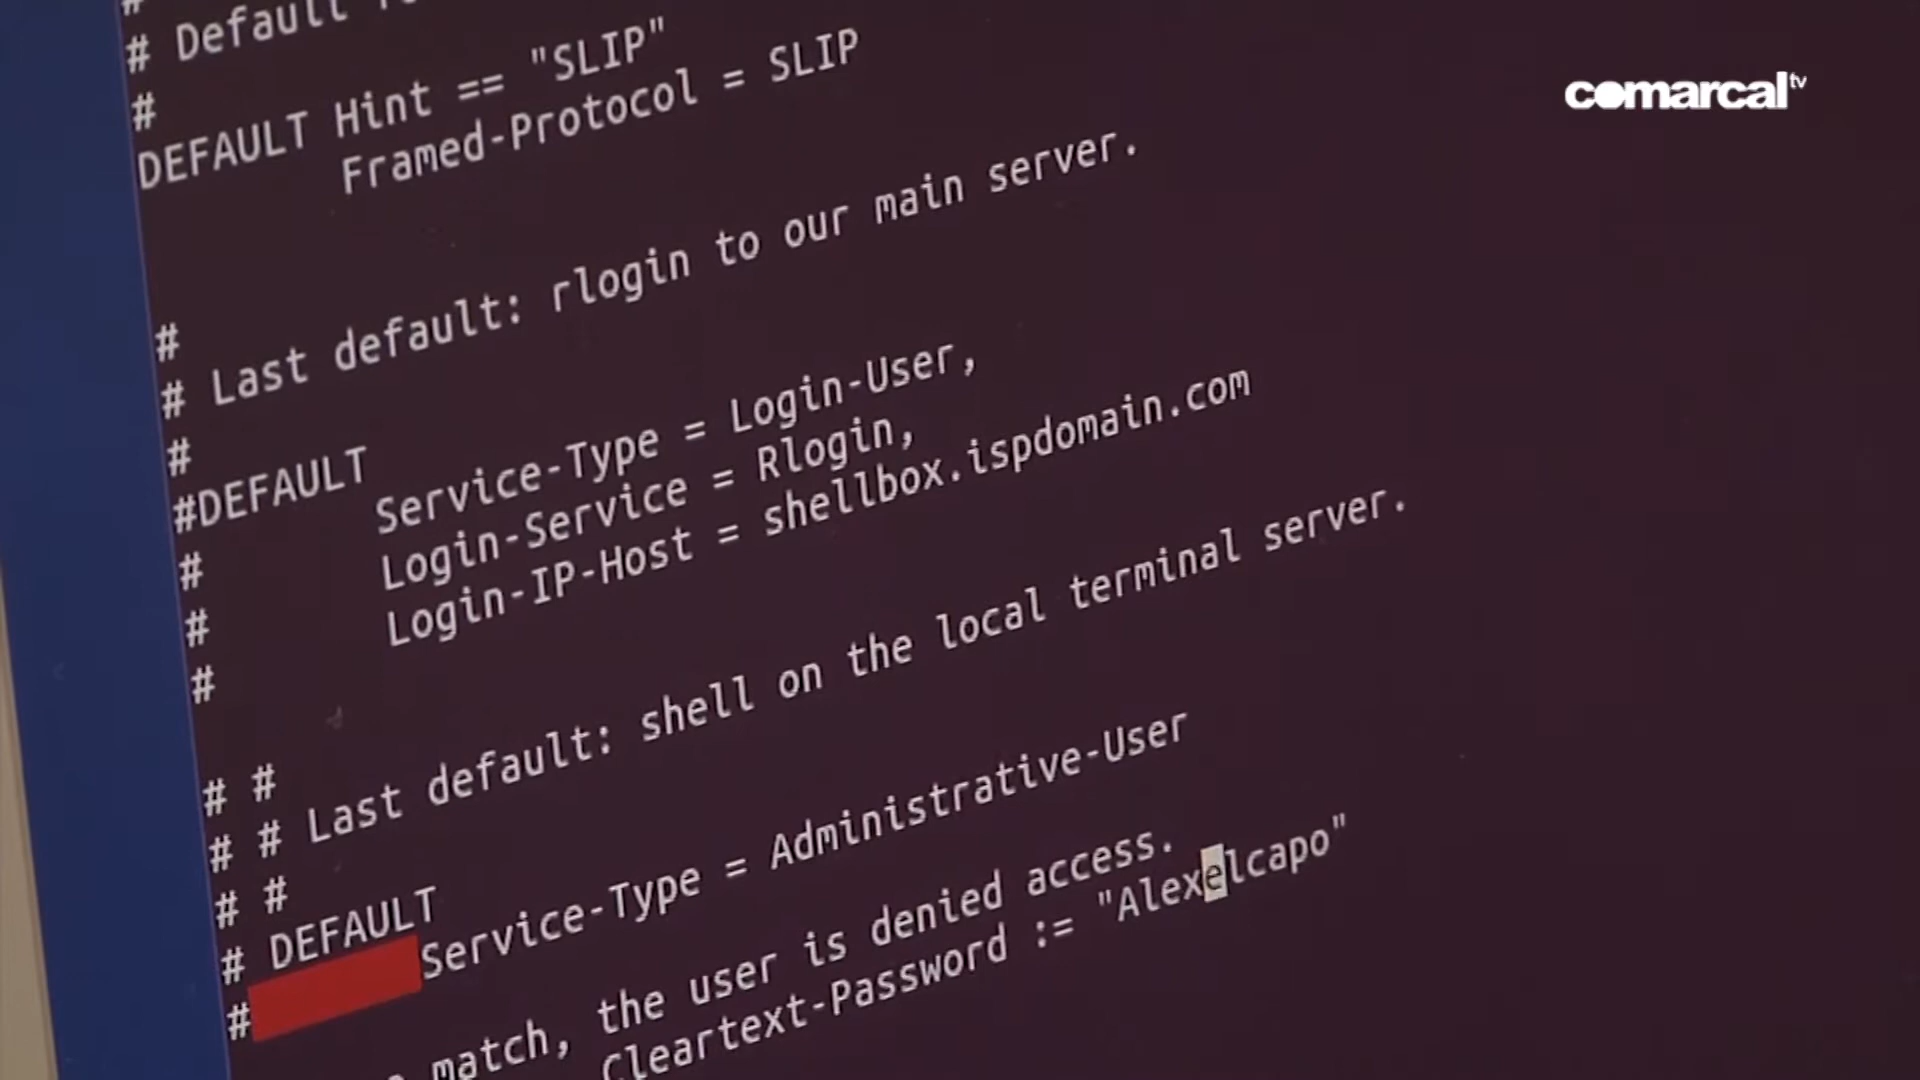 #
# Default
#
DEFAULT Hint == "SLIP"
Framed-Protocol = SLIP
#
# Last default: rlogin to our main server.
#
#DEFAULT
# Service-Type = Login-User,
# Login-Service = Rlogin,
# Login-IP-Host = shellbox.ispdomain.com
# #
# # Last default: shell on the local terminal server.
# #
# DEFAULT
# Service-Type = Administrative-User
match, the user is denied access.
Cleartext-Password := "Alexelcapo"
comarcal tv